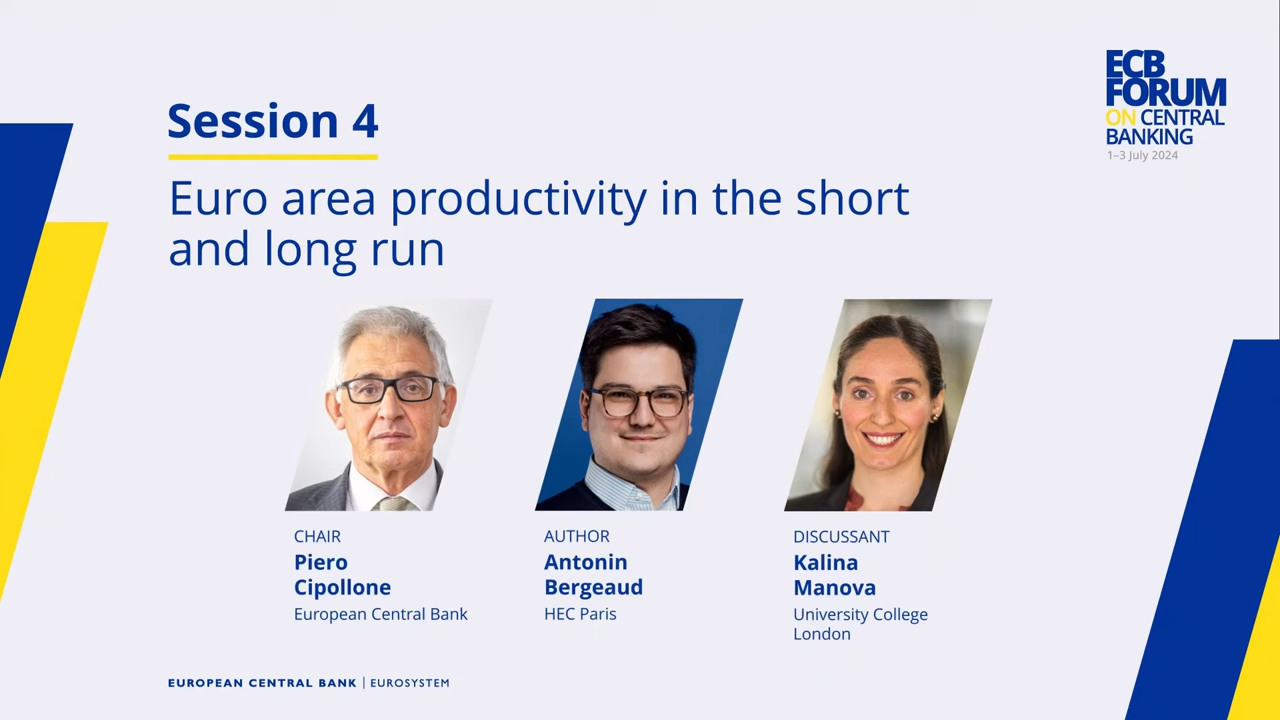 ECB
FORUM
ON CENTRAL
BANKING
1–3 July 2024
Session 4
Euro area productivity in the short
and long run
CHAIR
Piero
Cipollone
European Central Bank
AUTHOR
Antonin
Bergeaud
HEC Paris
DISCUSSANT
Kalina
Manova
University College
London
EUROPEAN CENTRAL BANK | EUROSYSTEM